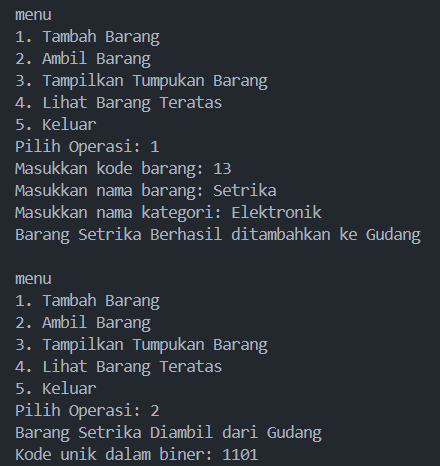 menu
1. Tambah Barang
2. Ambil Barang
3. Tampilkan Tumpukan Barang
4. Lihat Barang Teratas
5. Keluar
Pilih Operasi: 1
Masukkan kode barang: 13
Masukkan nama barang: Setrika
Masukkan nama kategori: Elektronik
Barang Setrika Berhasil ditambahkan ke Gudang
menu
1. Tambah Barang
2. Ambil Barang
3. Tampilkan Tumpukan Barang
4. Lihat Barang Teratas
5. Keluar
Pilih Operasi: 2
Barang Setrika Diambil dari Gudang
Kode unik dalam biner: 1101